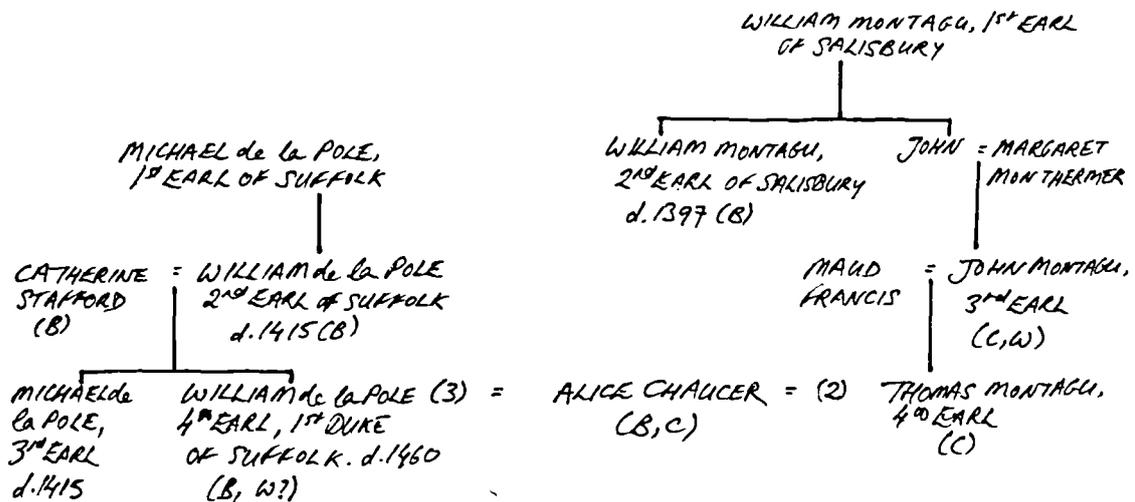 WILLIAM MONTAGU, 1st EARL
OF SALISBURY
MICHAEL de la POLE,
1st EARL OF SUFFOLK
WILLIAM MONTAGU,
2nd EARL OF SALISBURY
d.1397 (B)
JOHN = MARGARET
MONTHERMER
CATHERINE = WILLIAM de la POLE
STAFFORD
(B)
2nd EARL of SUFFOLK
d.1415 (B)
MAUD = JOHN MONTAGU,
FRANCIS
3rd EARL
(C, W)
MICHAEL de
la POLE,
3rd EARL
d.1415
WILLIAM de la POLE (3) = ALICE CHAUCER = (2) THOMAS MONTAGU,
4th EARL, 1st DUKE
OF SUFFOLK. d.1460
(B, W?)
(B, C)
4th EARL
(C)